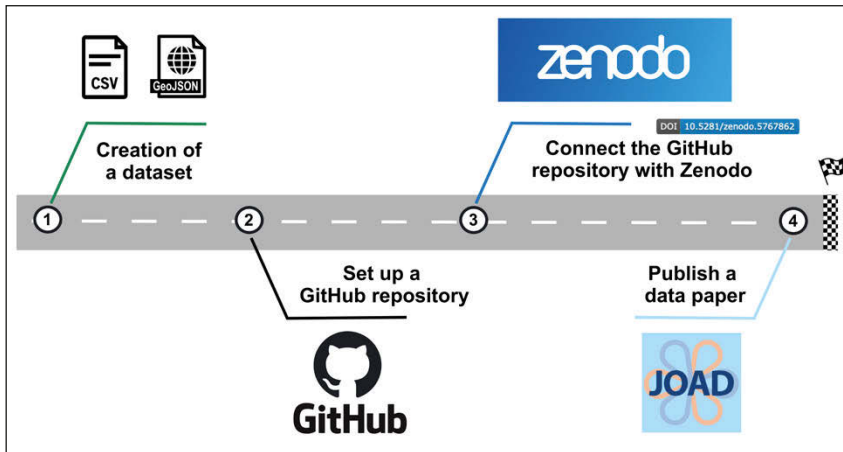 CSV
GeoJSON
zenodo
DOI 10.5281/zenodo.5767862
Creation of
a dataset
Connect the GitHub
repository with Zenodo
1
2
3
4
Set up a
GitHub repository
Publish a
data paper
GitHub
JOAD